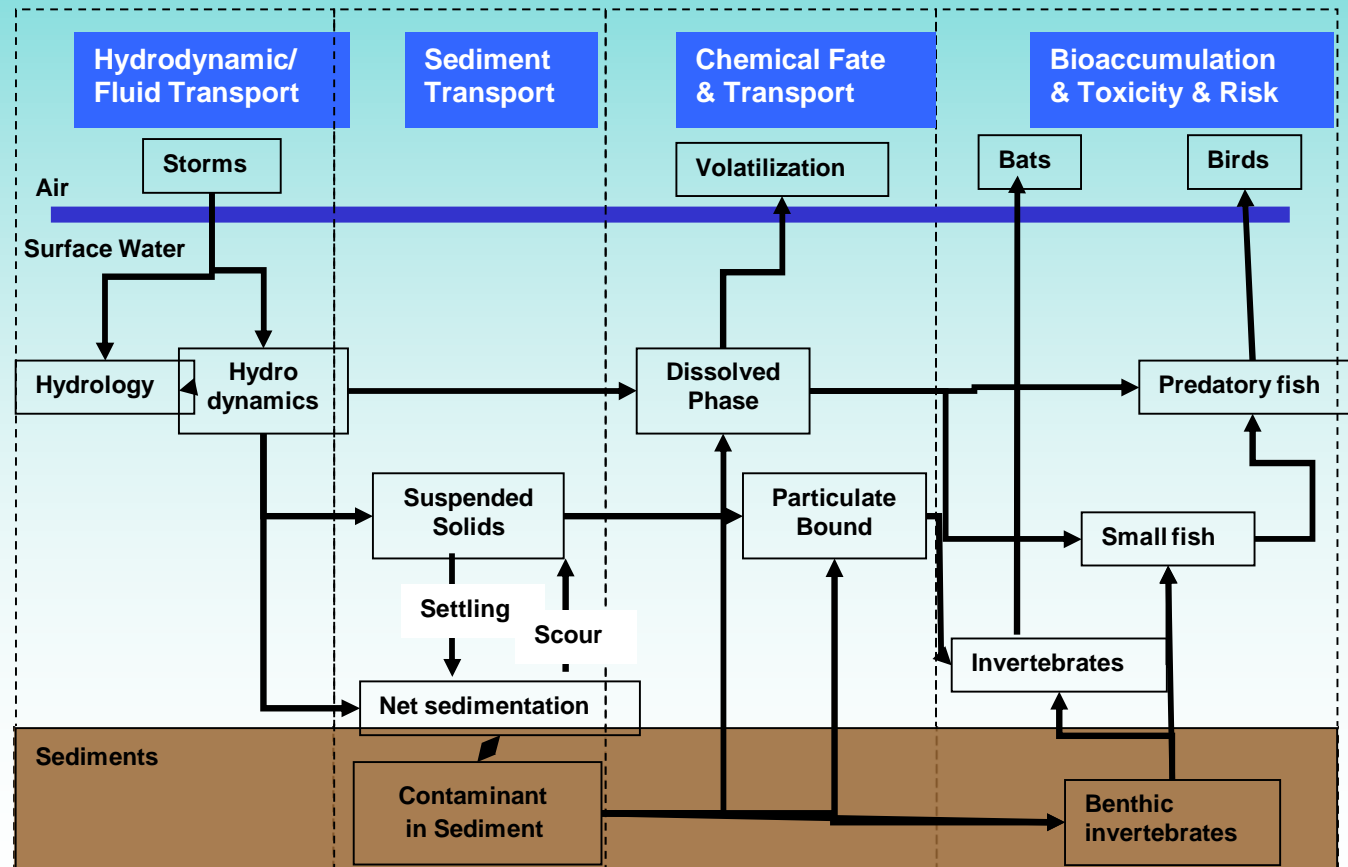 Hydrodynamic/
Fluid Transport
Sediment
Transport
Chemical Fate
& Transport
Bioaccumulation
& Toxicity & Risk
Storms
Volatilization
Bats
Birds
Air
Surface Water
Hydrology
Hydro
dynamics
Dissolved
Phase
Predatory fish
Suspended
Solids
Particulate
Bound
Small fish
Settling
Scour
Invertebrates
Net sedimentation
Sediments
Contaminant
in Sediment
Benthic
invertebrates